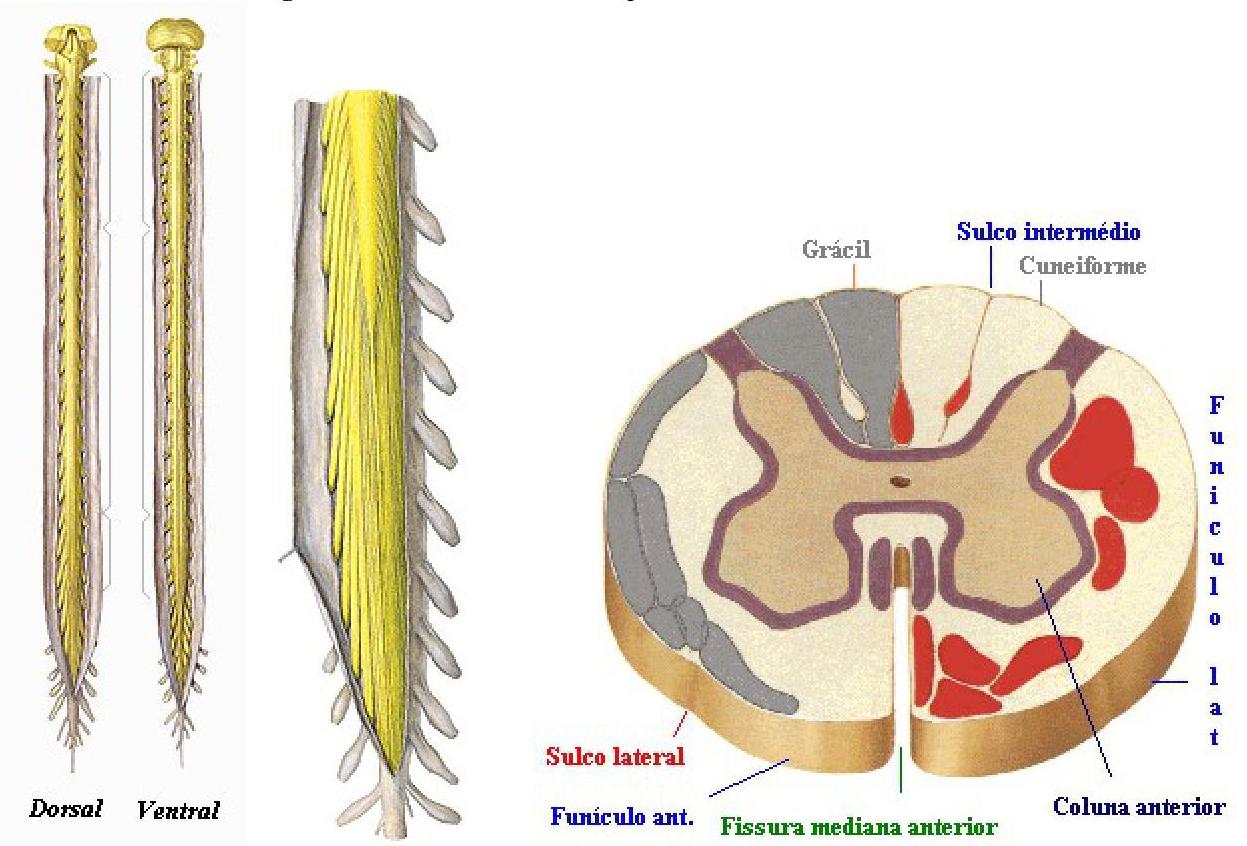 Dorsal
Ventral
Grácil
Sulco intermédio
Cuneiforme
Funiculo lat
Sulco lateral
Funículo ant.
Fissura mediana anterior
Coluna anterior